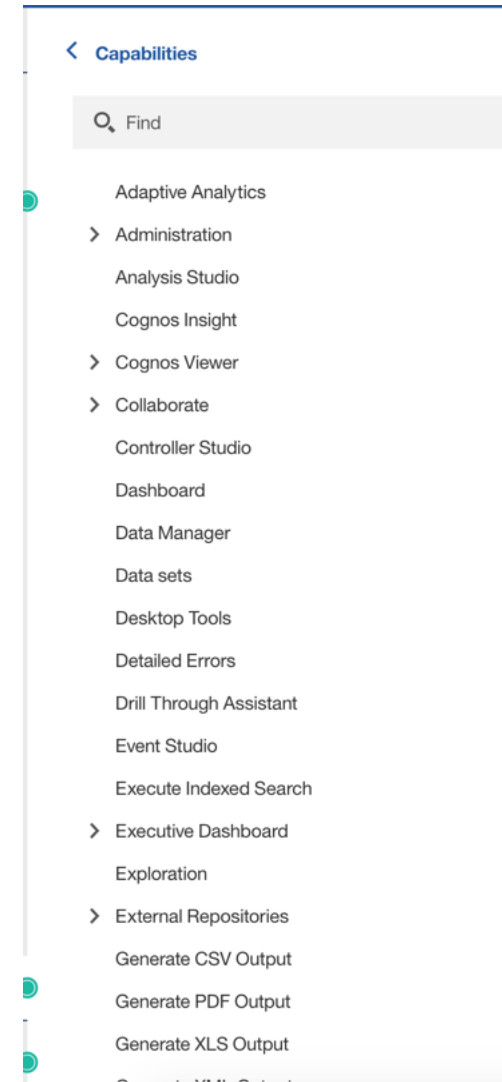 Capabilities
Find
Adaptive Analytics
Administration
Analysis Studio
Cognos Insight
Cognos Viewer
Collaborate
Controller Studio
Dashboard
Data Manager
Data sets
Desktop Tools
Detailed Errors
Drill Through Assistant
Event Studio
Execute Indexed Search
Executive Dashboard
Exploration
External Repositories
Generate CSV Output
Generate PDF Output
Generate XLS Output